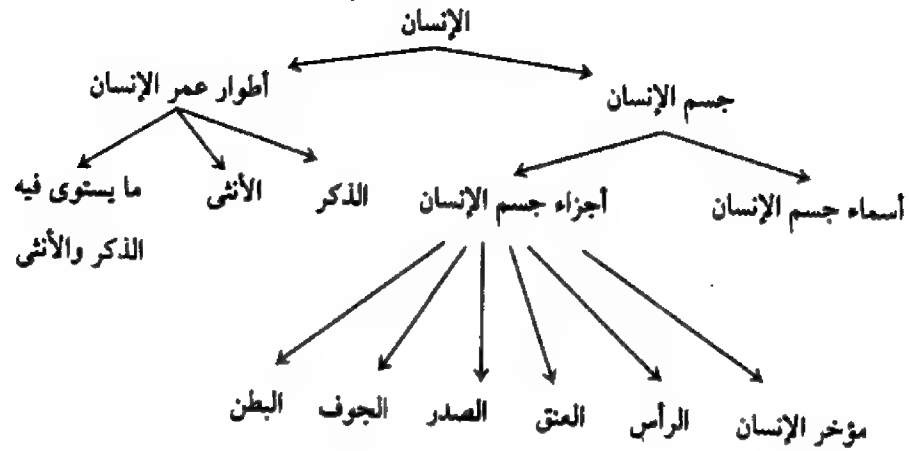 الإنسان
جسم الإنسان
أطوار عمر الإنسان
أسماء جسم الإنسان
أجزاء جسم الإنسان
الذكر
الأنثى
ما يستوى فيه
الذكر والأنثى
مؤخر الإنسان
الرأس
العنق
الصدر
الجوف
البطن